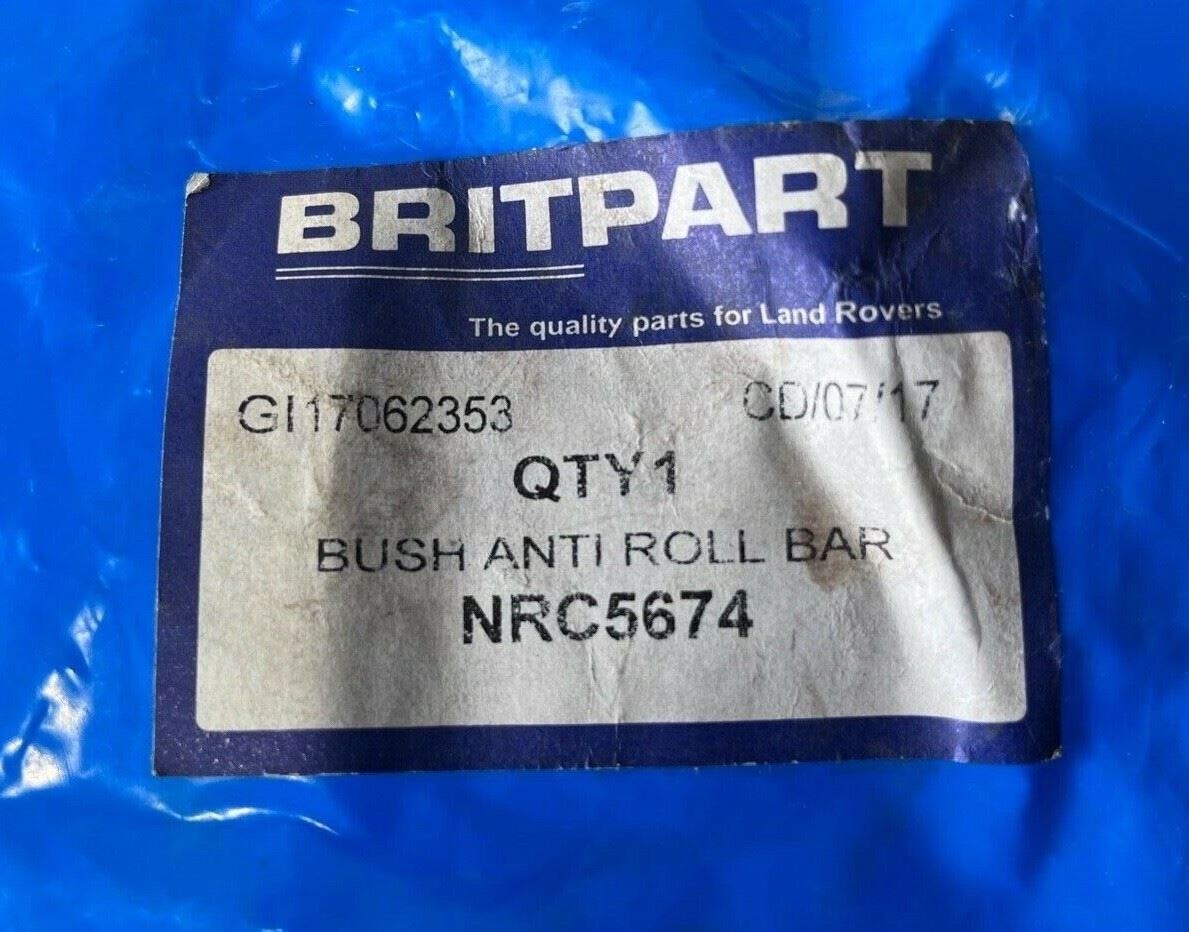 BRITPART
The quality parts for Land Rovers
GI17062353 CD/07/17
QTY1
BUSH ANTI ROLL BAR
NRC5674